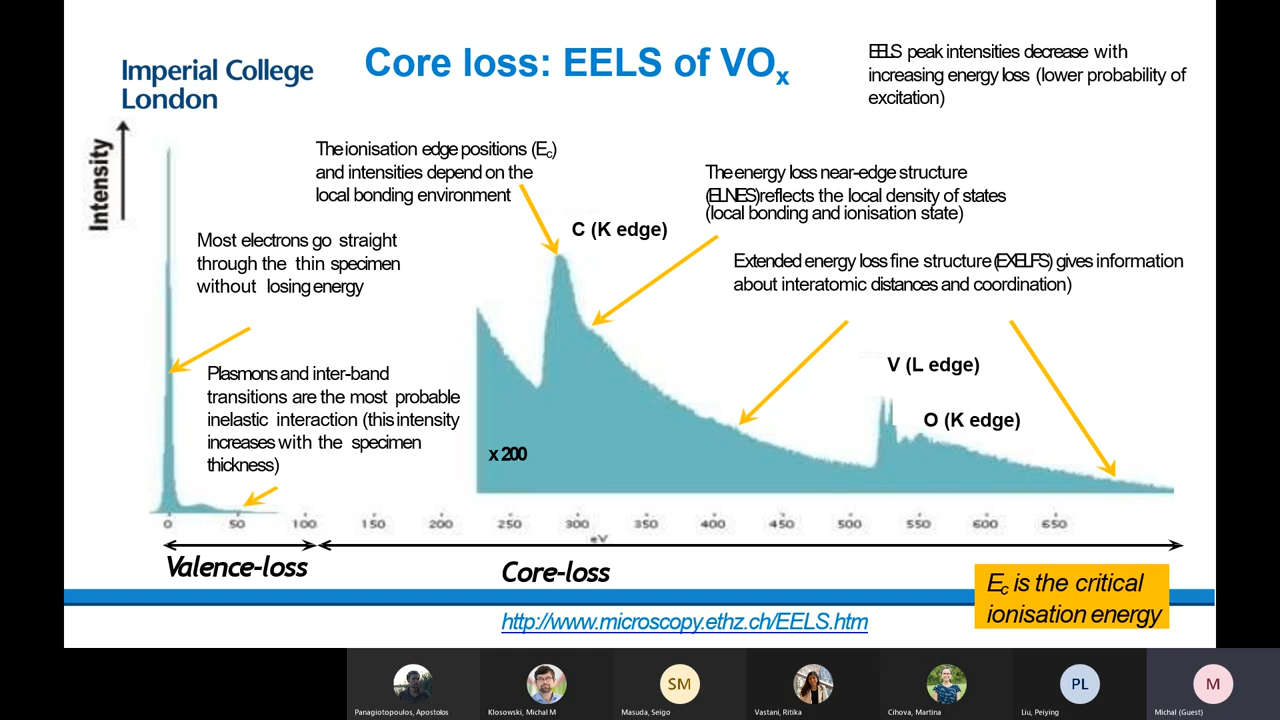 Imperial College
London
Core loss: EELS of VOx
EELS peak intensities decrease with
increasing energy loss (lower probability of
excitation)
Intensity
The ionisation edge positions (Ec)
and intensities depend on the
local bonding environment
The energy loss near-edge structure
(ELNES)reflects the local density of states
(local bonding and ionisation state)
C (K edge)
Most electrons go straight
through the thin specimen
without losing energy
Extended energy loss fine structure (EXELFS) gives information
about interatomic distances and coordination)
Plasmons and inter-band
transitions are the most probable
inelastic interaction (this intensity
increases with the specimen
thickness)
V (L edge)
O (K edge)
x 200
0 50 100 150 200 250 300 350 400 450 500 550 600 650
eV
Valence-loss
Core-loss
Ec is the critical
ionisation energy
http://www.microscopy.ethz.ch/EELS.htm
SM
PL
M
Panagiotopoulos, Apostolos
Klosowski, Michal M
Masuda, Seigo
Vastani, Ritika
Cihova, Martina
Liu, Peiying
Michal (Guest)